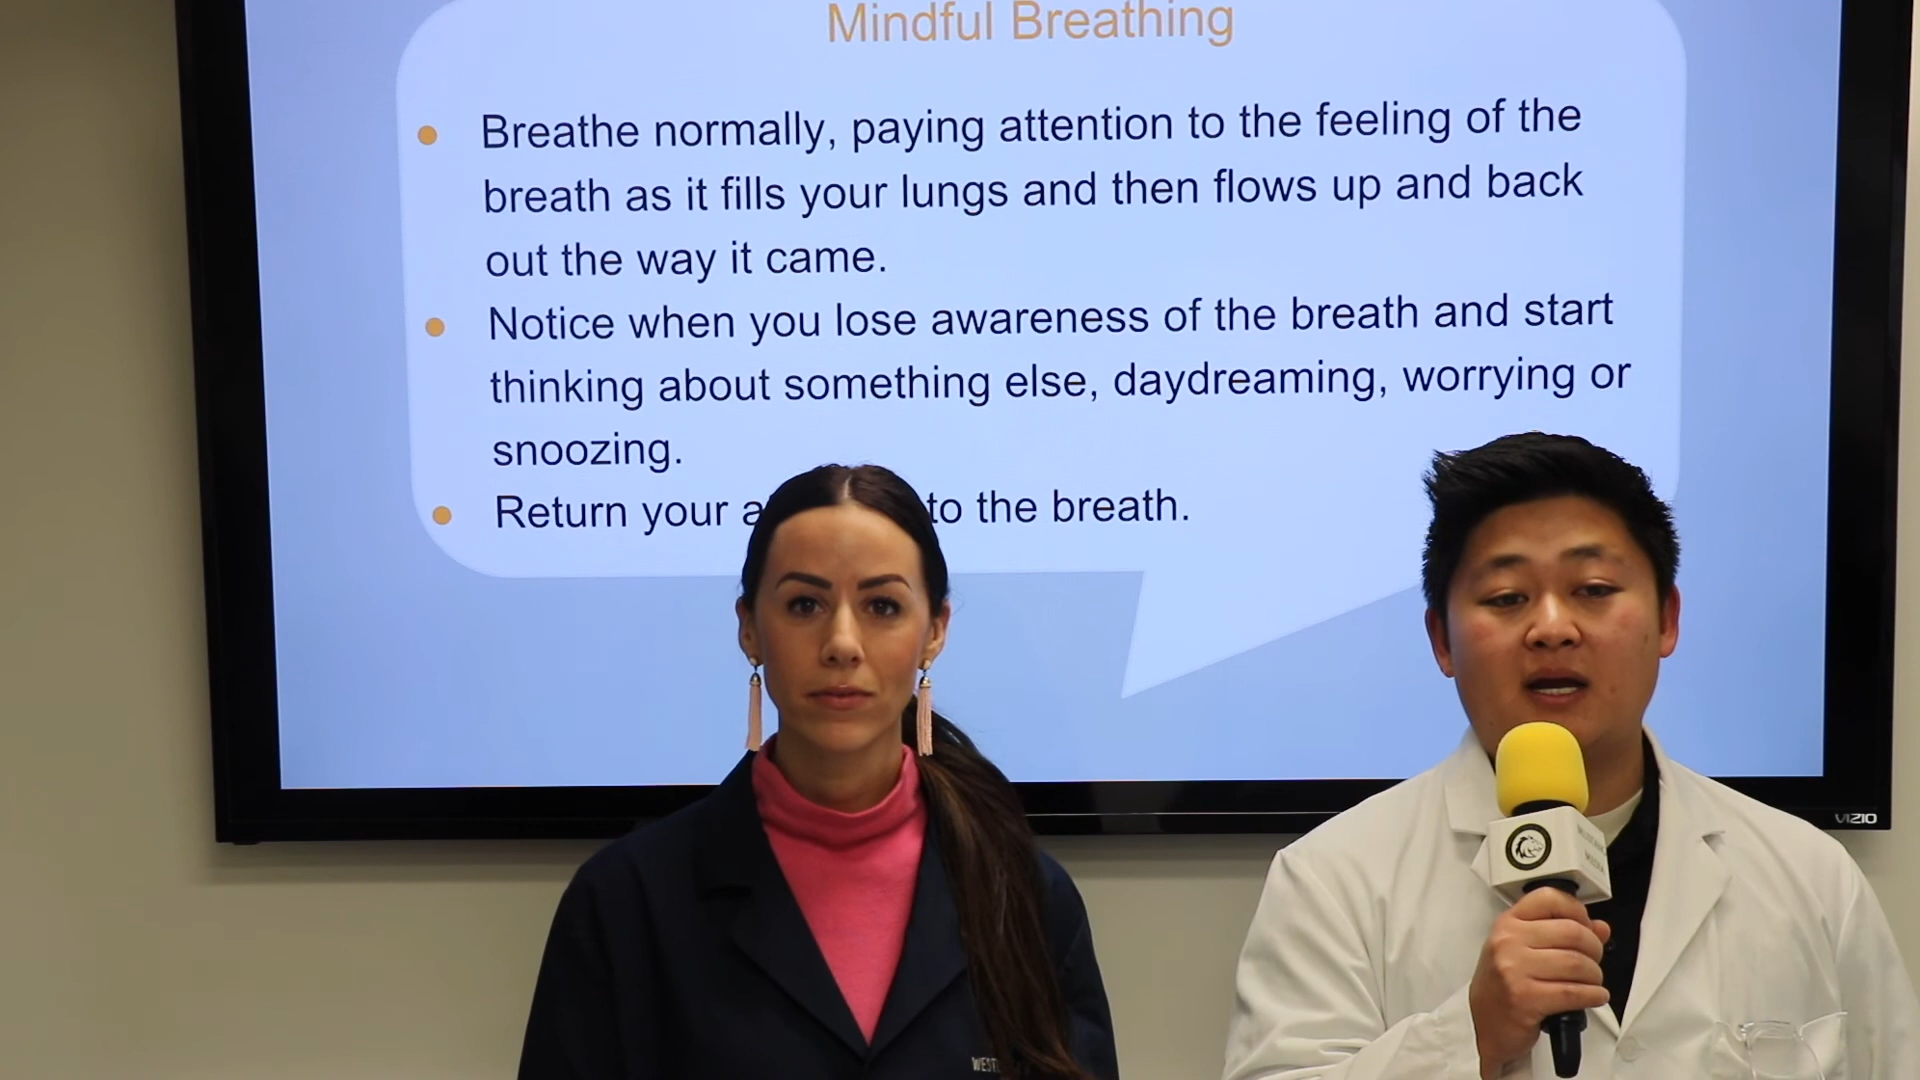 Mindful Breathing
Breathe normally, paying attention to the feeling of the
breath as it fills your lungs and then flows up and back
out the way it came.
Notice when you lose awareness of the breath and start
thinking about something else, daydreaming, worrying or
snoozing.
Return your a to the breath.
VIZIO